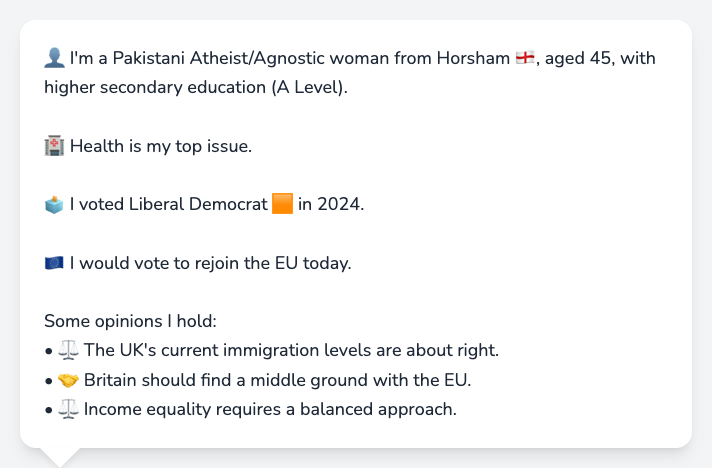 👤 I'm a Pakistani Atheist/Agnostic woman from Horsham 🏴󠁧󠁢󠁥󠁮󠁧󠁿, aged 45, with
higher secondary education (A Level).
🏥 Health is my top issue.
🗳️ I voted Liberal Democrat 🟧 in 2024.
🇪🇺 I would vote to rejoin the EU today.
Some opinions I hold:
• ⚖️ The UK's current immigration levels are about right.
• 🤝 Britain should find a middle ground with the EU.
• ⚖️ Income equality requires a balanced approach.